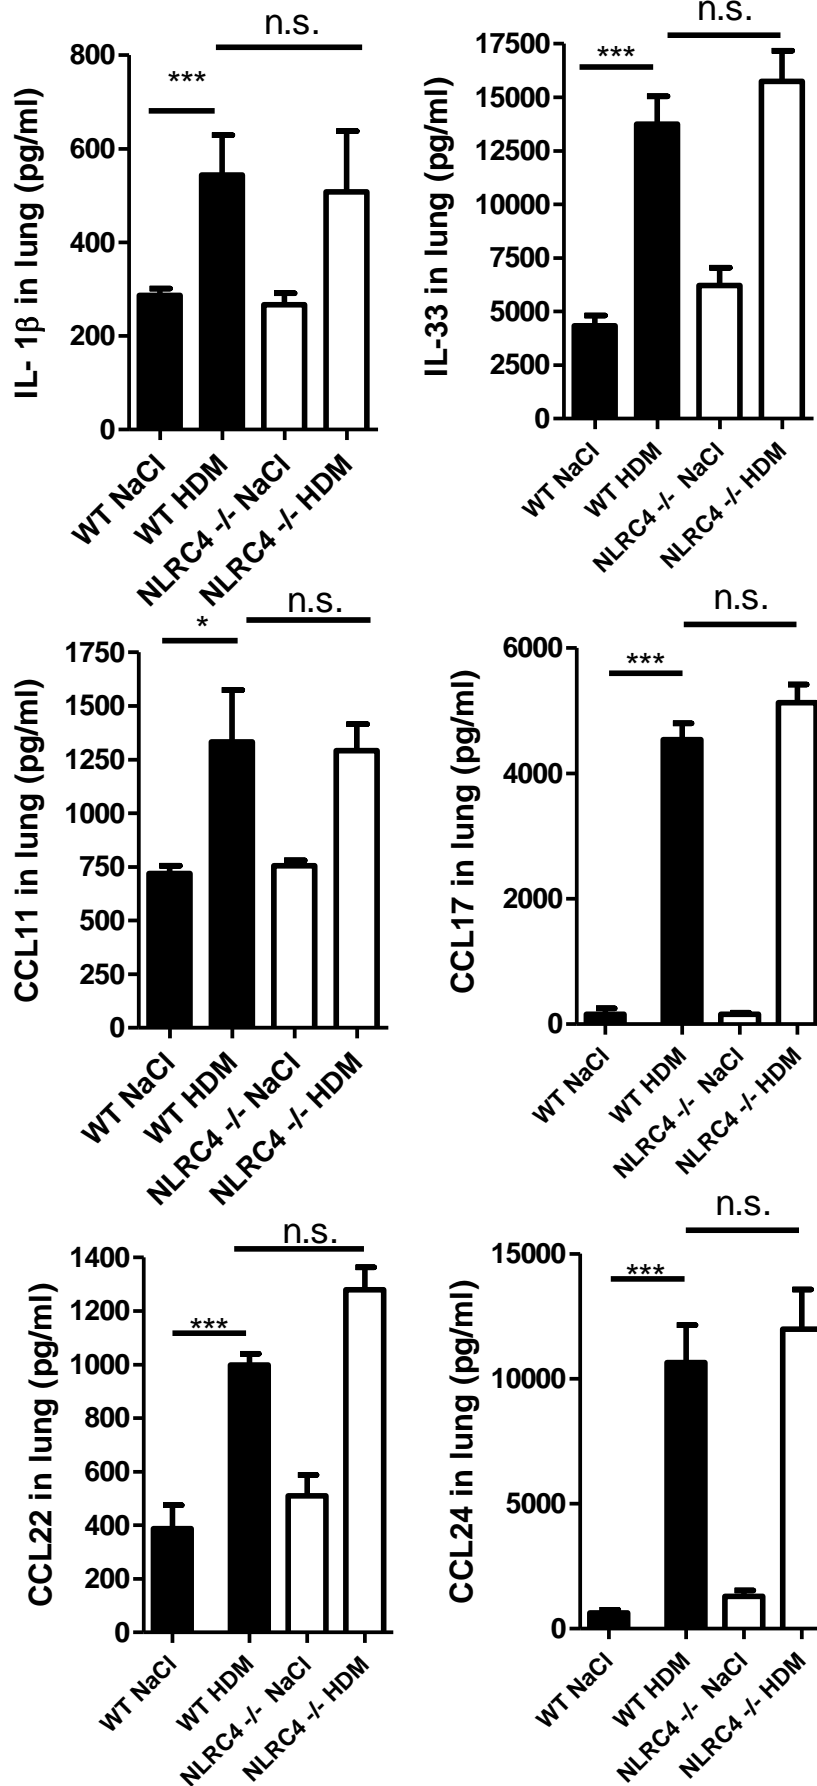 n.s.
***
IL- 1β in lung (pg/ml)
800
600
400
200
0
WT NaCl
WT HDM
NLRC4 -/- NaCl
NLRC4 -/- HDM
n.s.
***
IL-33 in lung (pg/ml)
17500
15000
12500
10000
7500
5000
2500
0
WT NaCl
WT HDM
NLRC4 -/- NaCl
NLRC4 -/- HDM
n.s.
*
CCL11 in lung (pg/ml)
1750
1500
1250
1000
750
500
250
0
WT NaCl
WT HDM
NLRC4 -/- NaCl
NLRC4 -/- HDM
n.s.
***
CCL17 in lung (pg/ml)
6000
4000
2000
0
WT NaCl
WT HDM
NLRC4 -/- NaCl
NLRC4 -/- HDM
n.s.
***
CCL22 in lung (pg/ml)
1400
1200
1000
800
600
400
200
0
WT NaCl
WT HDM
NLRC4 -/- NaCl
NLRC4 -/- HDM
n.s.
***
CCL24 in lung (pg/ml)
15000
10000
5000
0
WT NaCl
WT HDM
NLRC4 -/- NaCl
NLRC4 -/- HDM